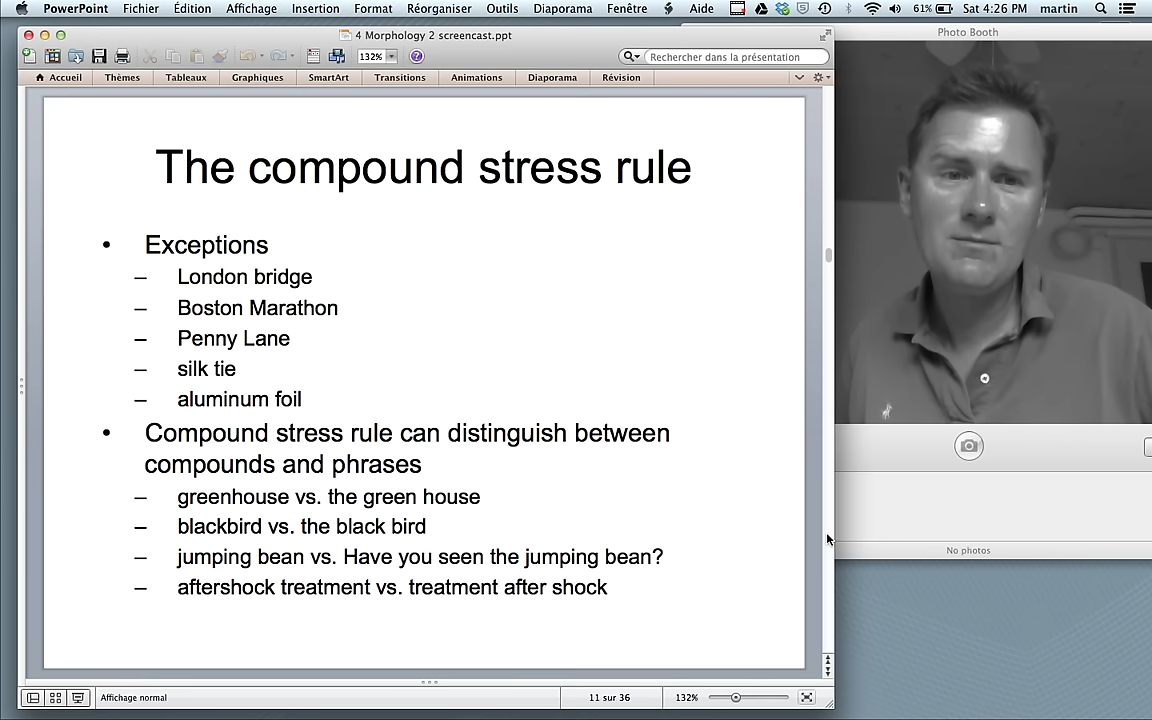 PowerPoint Fichier Édition Affichage Insertion Format Réorganiser Outils Diaporama Fenêtre Aide 61% Sat 4:26 PM martin
4 Morphology 2 screencast.ppt
Photo Booth
132% Rechercher dans la présentation
Accueil Thèmes Tableaux Graphiques SmartArt Transitions Animations Diaporama Révision
The compound stress rule
• Exceptions
– London bridge
– Boston Marathon
– Penny Lane
– silk tie
– aluminum foil
• Compound stress rule can distinguish between
compounds and phrases
– greenhouse vs. the green house
– blackbird vs. the black bird
– jumping bean vs. Have you seen the jumping bean?
– aftershock treatment vs. treatment after shock
No photos
Affichage normal 11 sur 36 132%